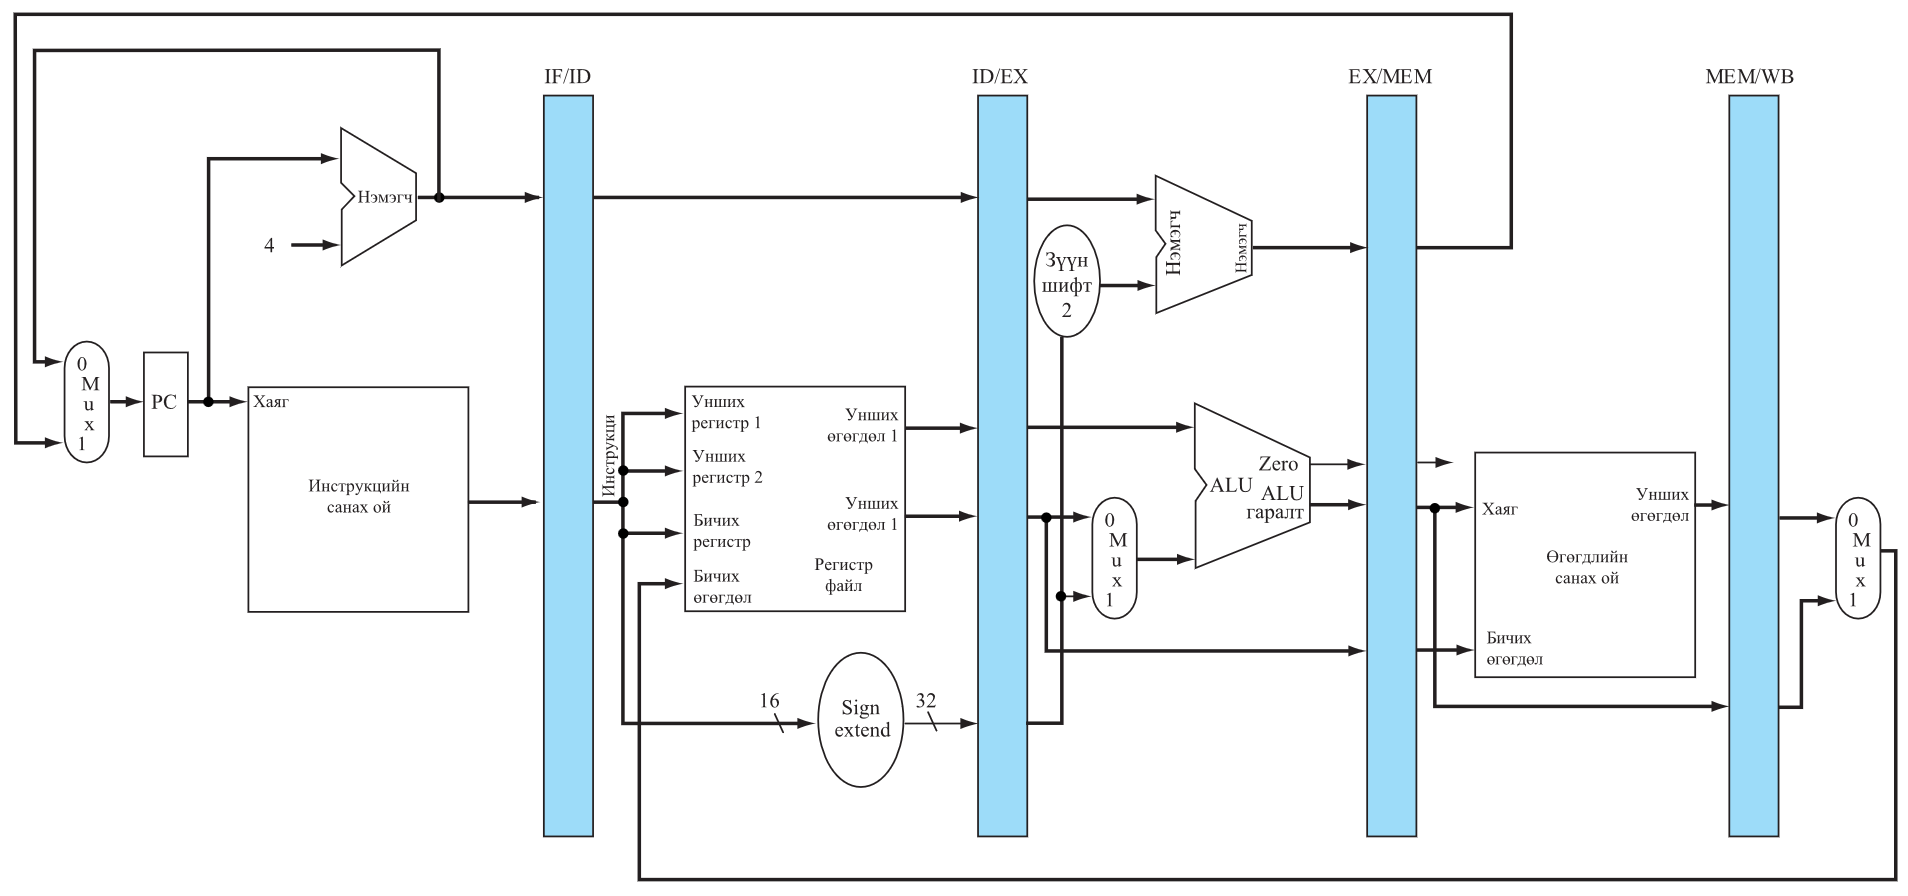 IF/ID
ID/EX
EX/MEM
MEM/WB
Нэмэгч
4
0
M
u
x
1
PC
Хаяг
Инструкцийн
санах ой
Инструкци
Унших
регистр 1
Унших
регистр 2
Бичих
регистр
Бичих
өгөгдөл
Унших
өгөгдөл 1
Унших
өгөгдөл 1
Регистр
файл
16
Sign
extend
32
Зүүн
шифт
2
Нэмэгч
Нэмэгч
0
M
u
x
1
ALU
Zero
ALU
гаралт
Хаяг
Унших
өгөгдөл
Өгөгдлийн
санах ой
Бичих
өгөгдөл
0
M
u
x
1